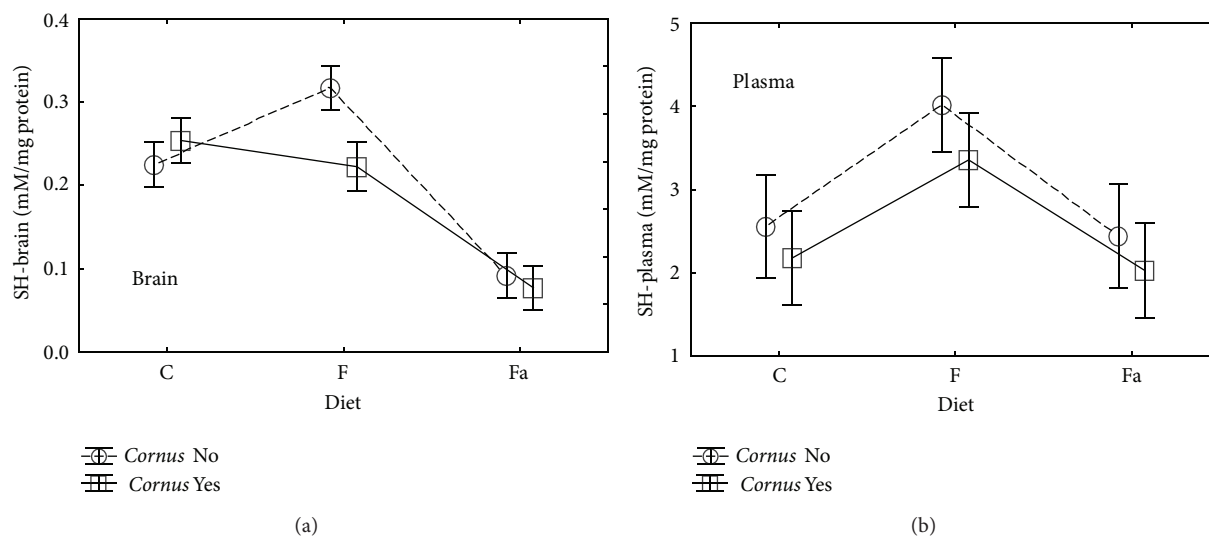 SH-brain (mM/mg protein)
0.4
0.3
0.2
0.1
0.0
Brain
C
F
Fa
Diet
Cornus No
Cornus Yes
(a)
SH-plasma (mM/mg protein)
5
4
3
2
1
Plasma
C
F
Fa
Diet
Cornus No
Cornus Yes
(b)